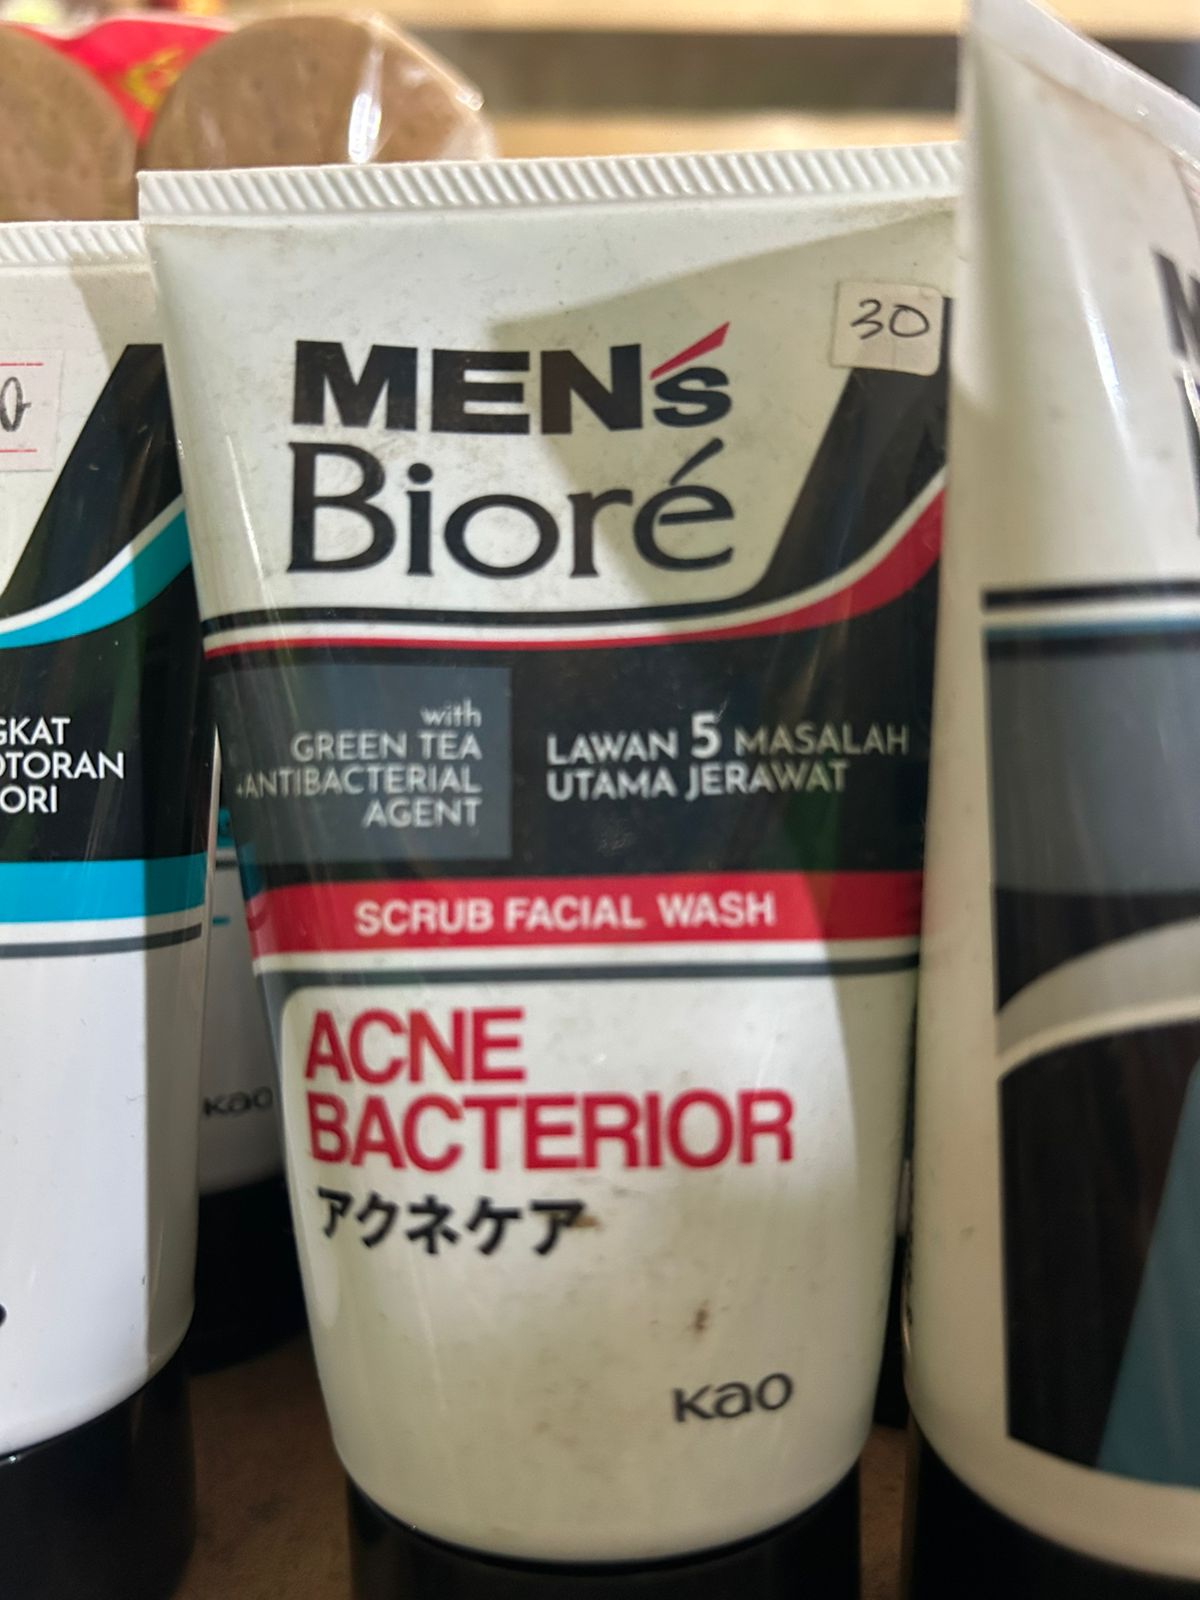 30
MEN's
Bioré
with
GREEN TEA
+ANTIBACTERIAL
AGENT
LAWAN 5 MASALAH
UTAMA JERAWAT
SCRUB FACIAL WASH
ACNE
BACTERIOR
アクネケア
Kao
GKAT
OTORAN
ORI
Kao